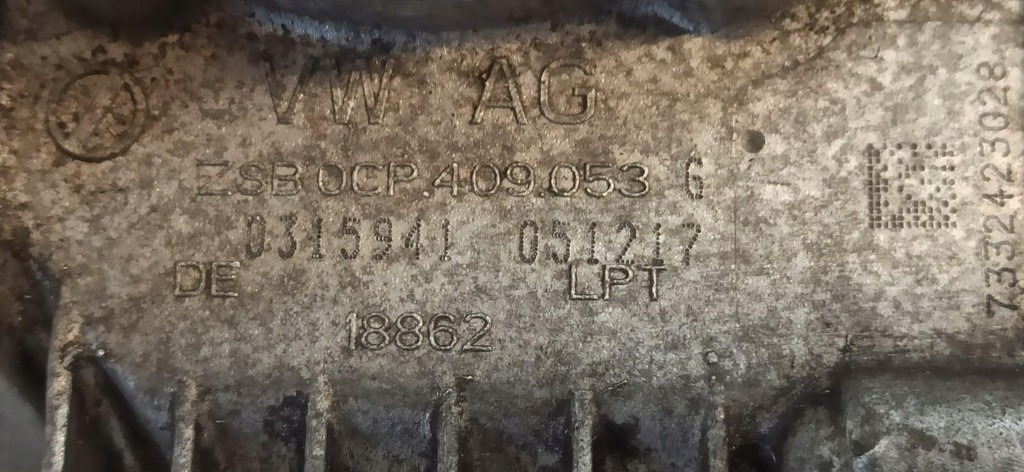 VW AG
ZSB 0CP.409.053 G
0315941 051217
DE LPT
18862
7332423028